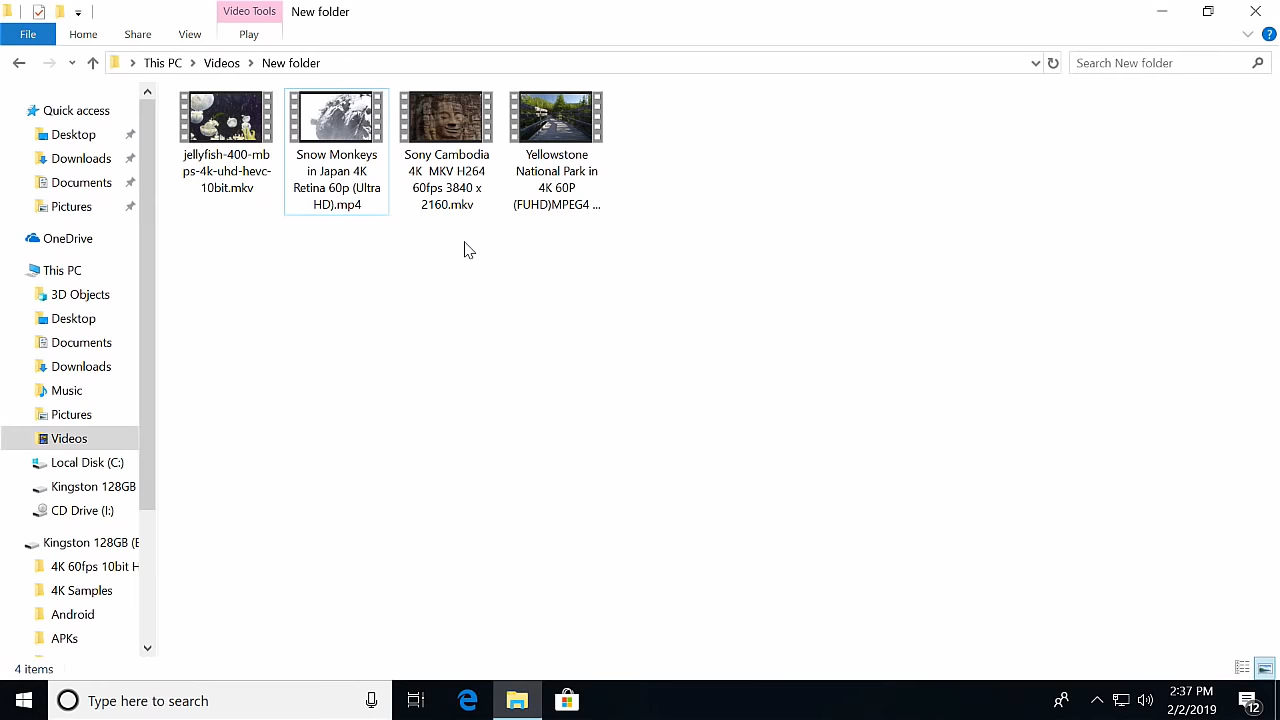 Video Tools
New folder
File
Home
Share
View
Play
This PC
Videos
New folder
Search New folder
Quick access
Desktop
Downloads
Documents
Pictures
OneDrive
This PC
3D Objects
Desktop
Documents
Downloads
Music
Pictures
Videos
Local Disk (C:)
Kingston 128GB
CD Drive (I:)
Kingston 128GB (E
4K 60fps 10bit H
4K Samples
Android
APKs
jellyfish-400-mb
ps-4k-uhd-hevc-
10bit.mkv
Snow Monkeys
in Japan 4K
Retina 60p (Ultra
HD).mp4
Sony Cambodia
4K MKV H264
60fps 3840 x
2160.mkv
Yellowstone
National Park in
4K 60P
(FUHD)MPEG4 ...
4 items
Type here to search
2:37 PM
2/2/2019
12